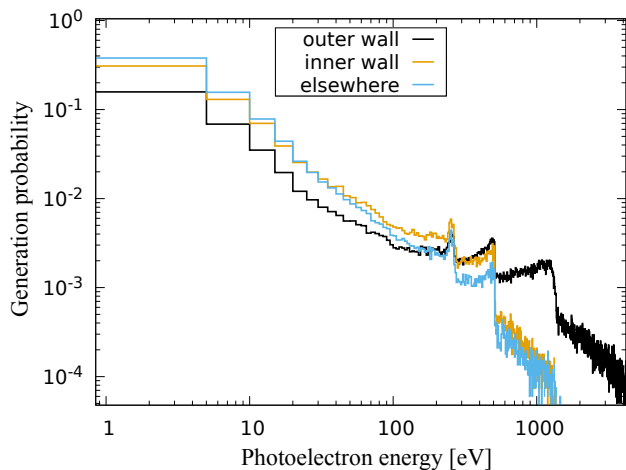 10^0
10^-1
10^-2
10^-3
10^-4
Generation probability
outer wall
inner wall
elsewhere
1 10 100 1000
Photoelectron energy [eV]